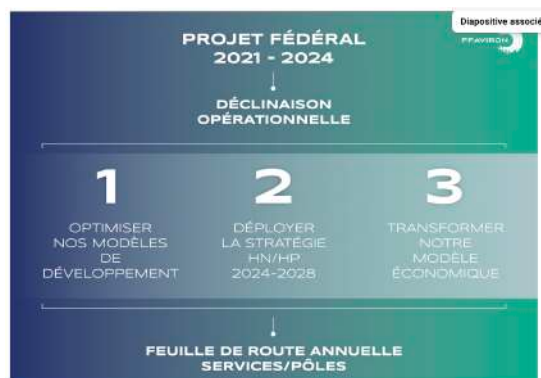 Diapositive associé
FFAVIRON
PROJET FÉDÉRAL
2021 - 2024
DÉCLINAISON
OPÉRATIONNELLE
1
OPTIMISER
NOS MODÈLES
DE
DÉVELOPPEMENT
2
DÉPLOYER
LA STRATÉGIE
HN/HP
2024-2028
3
TRANSFORMER
NOTRE
MODÈLE
ÉCONOMIQUE
FEUILLE DE ROUTE ANNUELLE
SERVICES/PÔLES